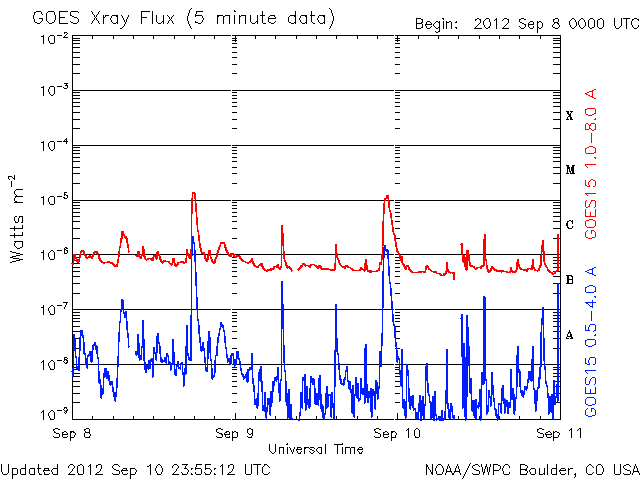 GOES Xray Flux (5 minute data)
Begin: 2012 Sep 8 0000 UTC
10-2
10-3
10-4
10-5
10-6
10-7
10-8
10-9
Watts m-2
X
M
C
B
A
GOES15 1.0-8.0 A
GOES15 0.5-4.0 A
Sep 8
Sep 9
Sep 10
Sep 11
Universal Time
Updated 2012 Sep 10 23:55:12 UTC
NOAA/SWPC Boulder, CO USA